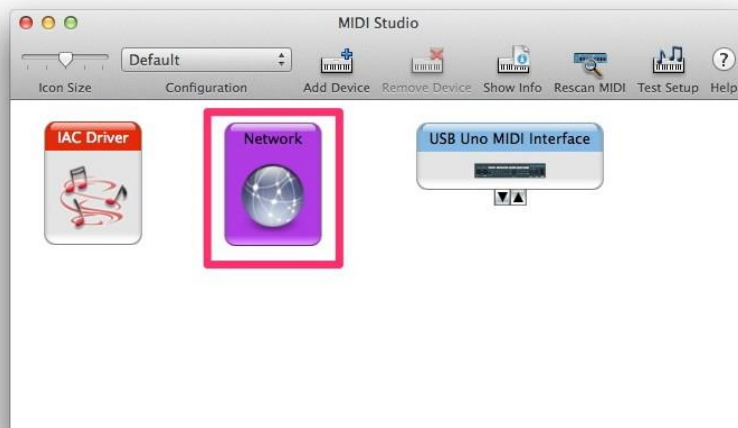 MIDI Studio
Default
Icon Size Configuration Add Device Remove Device Show Info Rescan MIDI Test Setup Help
?
IAC Driver Network USB Uno MIDI Interface